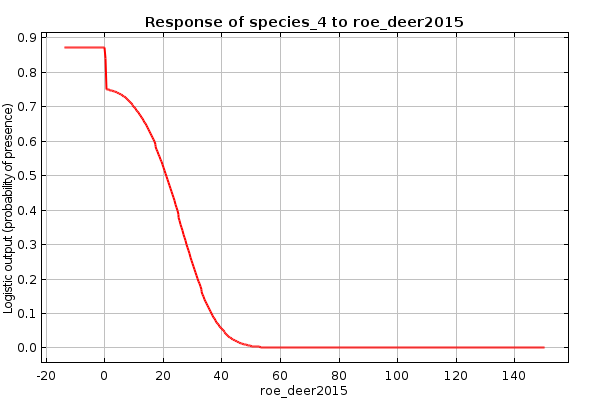 Response of species_4 to roe_deer2015
Logistic output (probability of presence)
0.9
0.8
0.7
0.6
0.5
0.4
0.3
0.2
0.1
0.0
-20 0 20 40 60 80 100 120 140
roe_deer2015